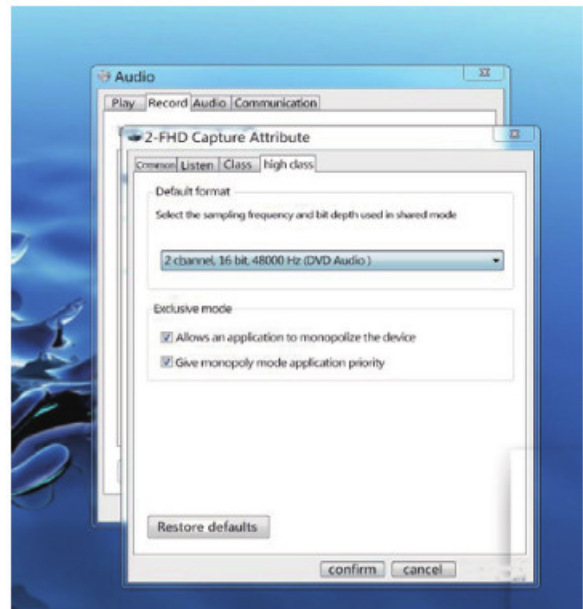 Audio
Play Record Audio Communication
2-FHD Capture Attribute
Common Listen Class high class
Default format
Select the sampling frequency and bit depth used in shared mode
2 channel, 16 bit, 48000 Hz (DVD Audio )
Exclusive mode
Allows an application to monopolize the device
Give monopoly mode application priority
Restore defaults
confirm cancel